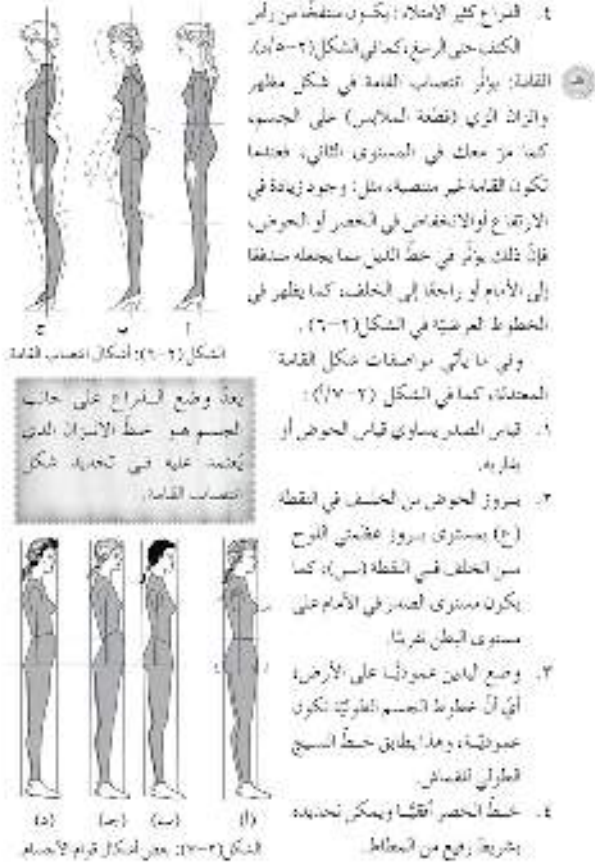 ٤. الذراع كثير الامتلاء: يكون منتفخًا من رأس
الكتف حتى الرسغ، كما في الشكل (٢-٥/د).
هـ القامة: يؤثر انتصاب القامة في شكل مظهر
واتزان الزي (قطعة الملابس) على الجسم،
كما مرّ معك في المستوى الثاني، فعندما
تكون القامة غير منتصبة، مثل: وجود زيادة في
الارتفاع أو الانخفاض في الخصر أو الحوض،
فإنّ ذلك يؤثر في خطّ الذيل مما يجعله مندفعًا
إلى الأمام أو راجعًا إلى الخلف، كما يظهر في
الخطوط العرضيّة في الشكل (٢-٦).
وفي ما يأتي مواصفات شكل القامة
المعتدلة، كما في الشكل (٢-٧/أ):
١. قياس الصدر يساوي قياس الحوض أو
يقاربه.
٢. بروز الحوض من الخلف في النقطة
(ع) بمستوى بروز عظمتي اللوح
من الخلف في النقطة (س)، كما
يكون مستوى الصدر في الأمام على
مستوى البطن تقريبًا.
٣. وضع اليدين عموديًّا على الأرض؛
أيّ أنّ خطوط الجسم الطوليّة تكون
عموديّة، وهذا يطابق خطّ النسيج
الطولي للقماش.
٤. خطّ الخصر أفقيًّا ويمكن تحديده
بشريط رفيع من المطاط.
أ
ب
ج
الشكل (٢-٦): أشكال انتصاب القامة.
يعدّ وضع الذراع على جانب
الجسم هو خطّ الاتزان الذي
يُعتمد عليه في تحديد شكل
انتصاب القامة.
(أ)
(ب)
(جـ)
(د)
الشكل (٢-٧): بعض أشكال قوام الأجسام.